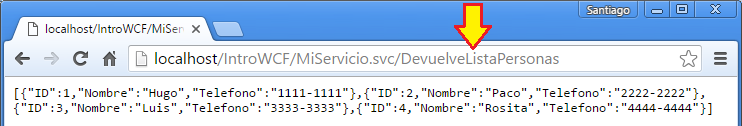 Santiago
localhost/IntroWCF/MiServ
localhost/IntroWCF/MiServicio.svc/DevuelveListaPersonas
[{"ID":1,"Nombre":"Hugo","Telefono":"1111-1111"},{"ID":2,"Nombre":"Paco","Telefono":"2222-2222"},
{"ID":3,"Nombre":"Luis","Telefono":"3333-3333"},{"ID":4,"Nombre":"Rosita","Telefono":"4444-4444"}]